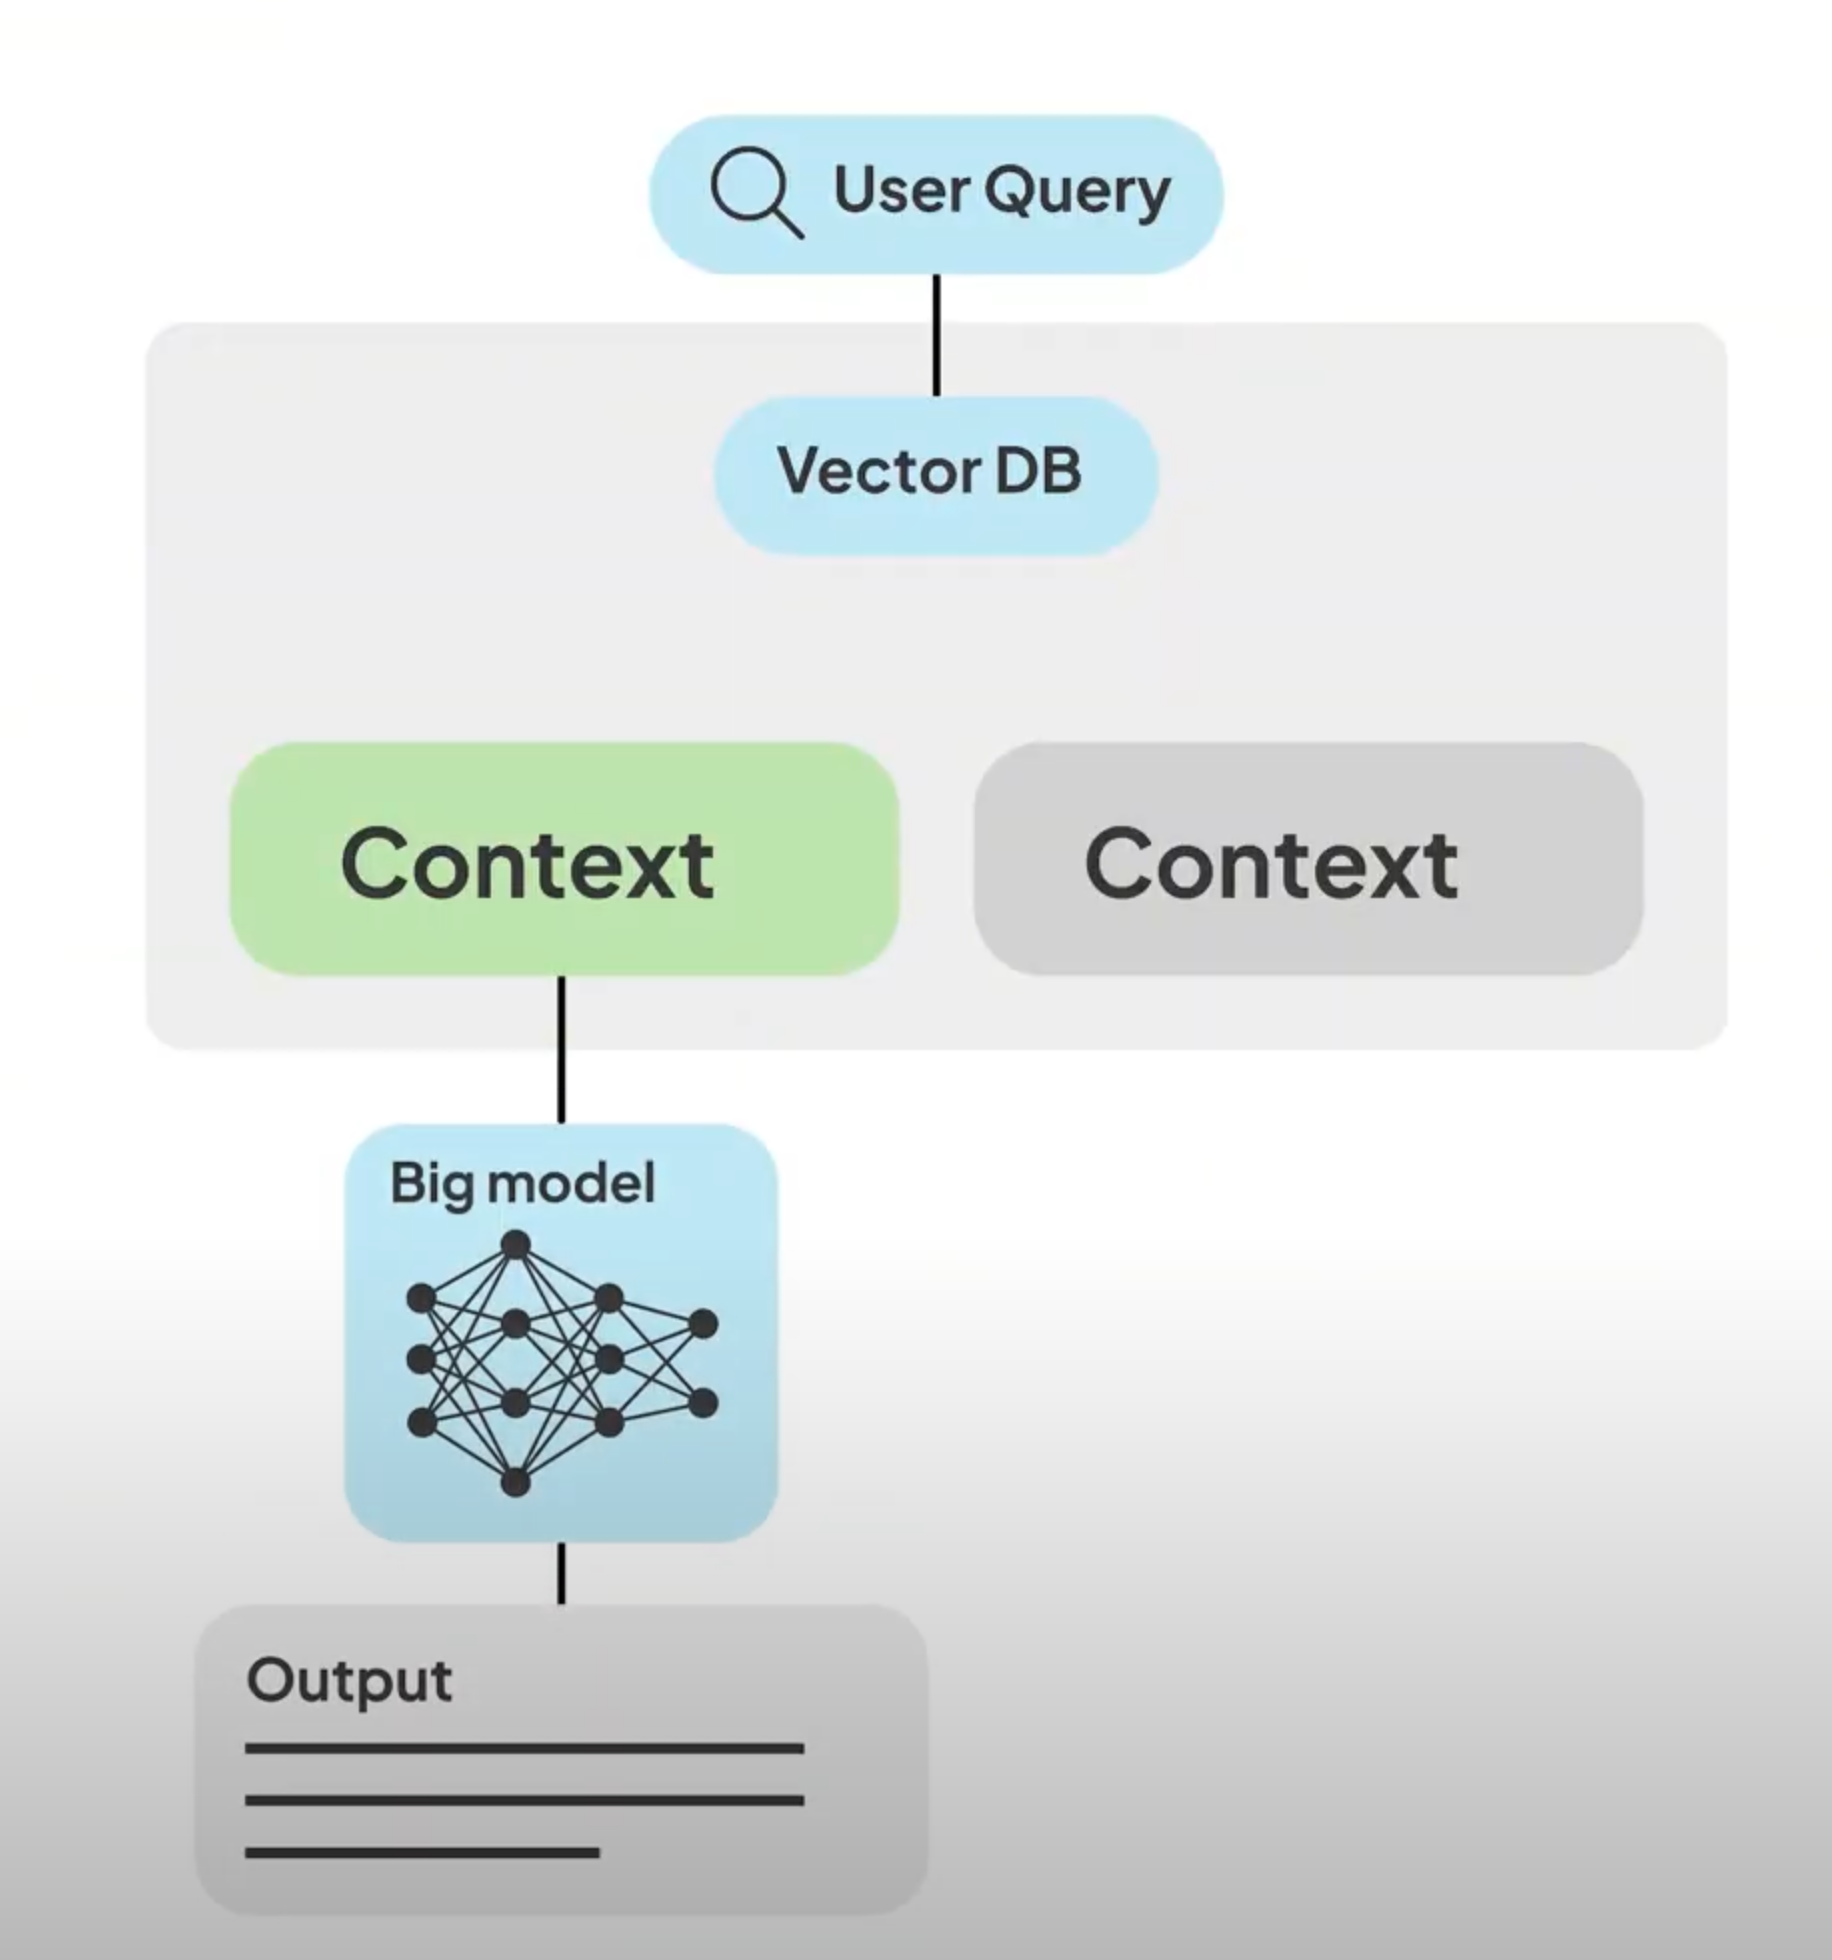 User Query
Vector DB
Context
Context
Big model
Output